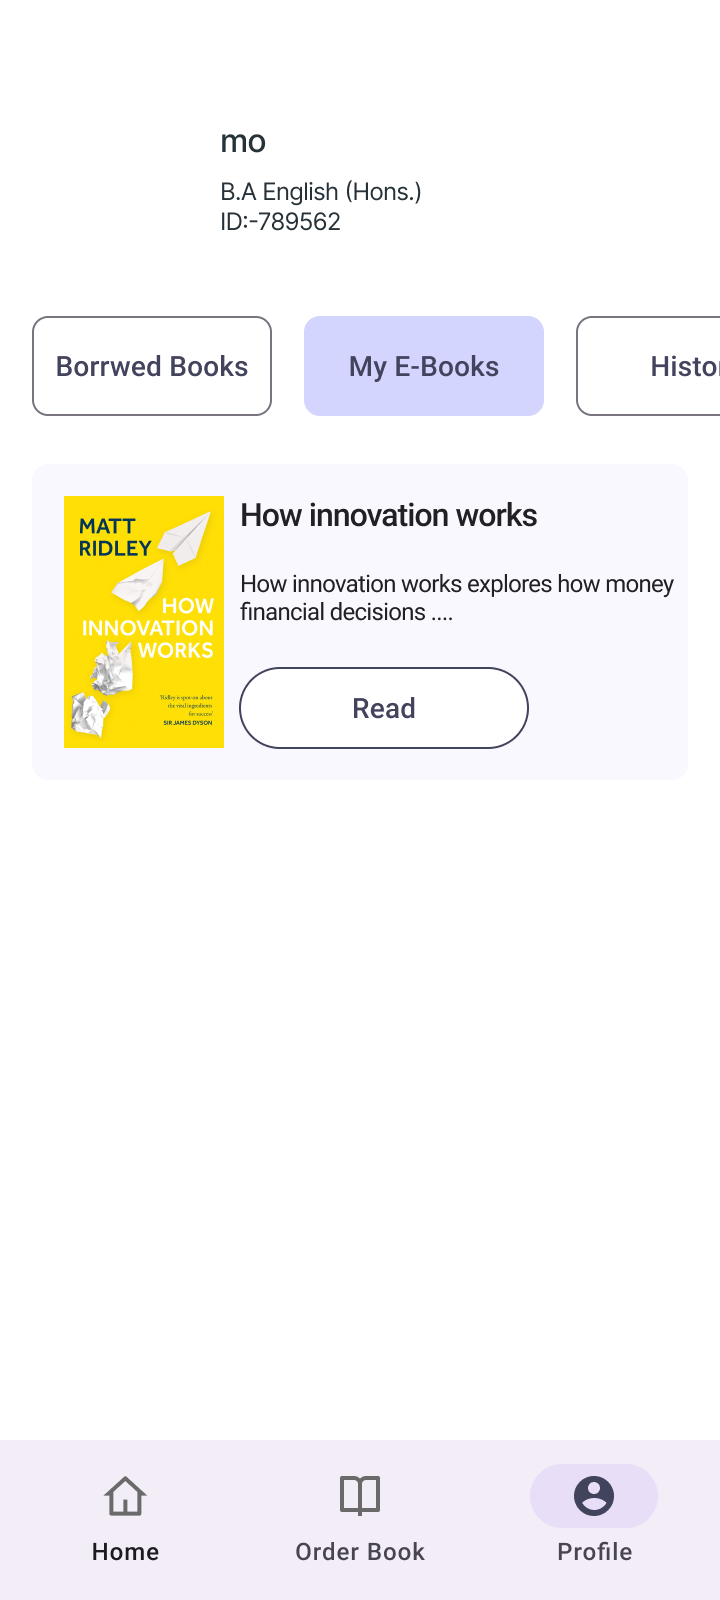 mo
B.A English (Hons.)
ID:-789562
Borrwed Books
My E-Books
Histo
MATT
RIDLEY
HOW
INNOVATION
WORKS
'Ridley is spot-on about
the vital ingredients
for success'
SIR JAMES DYSON
How innovation works
How innovation works explores how money
financial decisions ....
Read
Home
Order Book
Profile